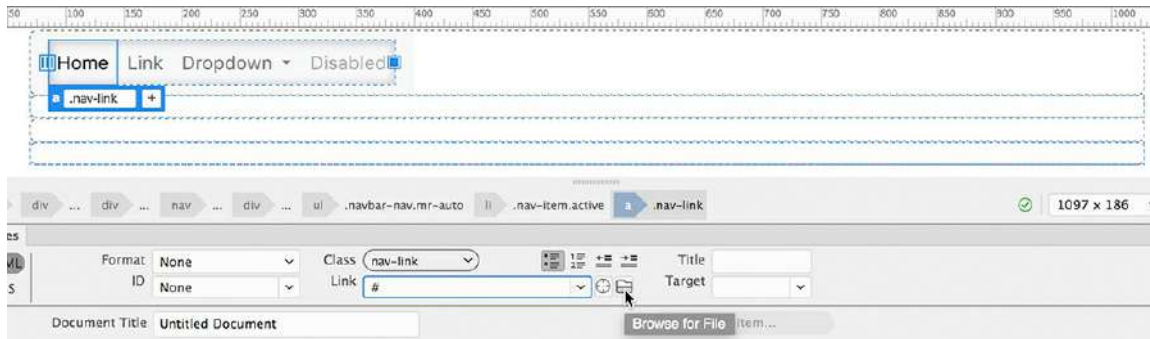 50 100 150 200 250 300 350 400 450 500 550 600 650 700 750 800 850 900 950 1000
Home Link Dropdown Disabled
a .nav-link +
div ... div ... nav ... div ... ul .navbar-nav.mr-auto li .nav-item.active a .nav-link 1097 x 186
es
ML Format None Class nav-link Title
S ID None Link # Target
Document Title Untitled Document Browse for File item...